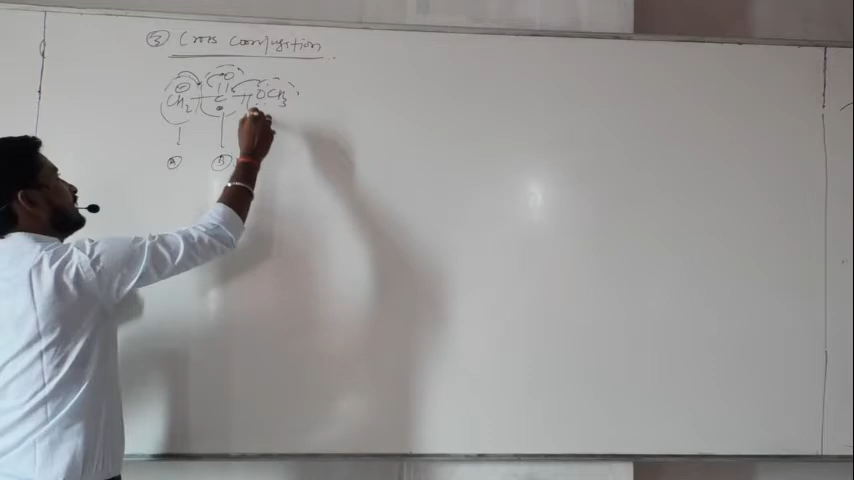 ③ Cross conjugation
⊖ O
CH₂ — C — OCH₃
Ⓐ Ⓑ